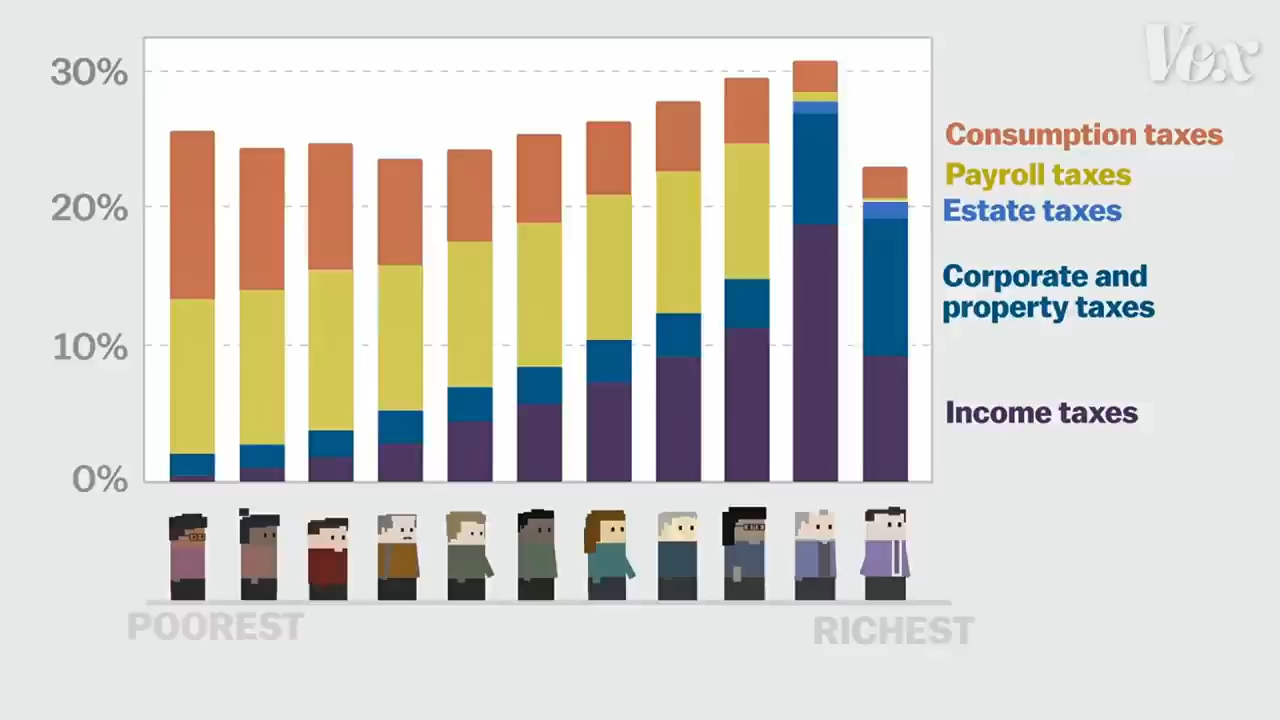 Vox
30%
20%
10%
0%
Consumption taxes
Payroll taxes
Estate taxes
Corporate and
property taxes
Income taxes
POOREST
RICHEST